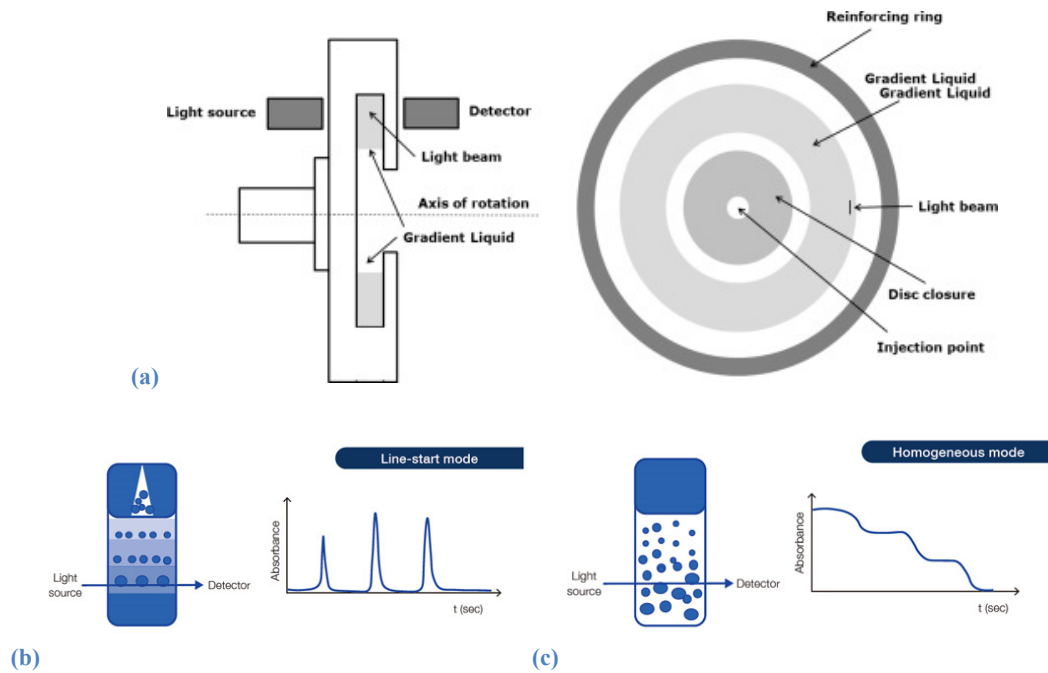 Light source
Detector
Light beam
Axis of rotation
Gradient Liquid
(a)
Reinforcing ring
Gradient Liquid
Gradient Liquid
Light beam
Disc closure
Injection point
Line-start mode
Light
source
Detector
Absorbance
t (sec)
(b)
Homogeneous mode
Light
source
Detector
Absorbance
t (sec)
(c)